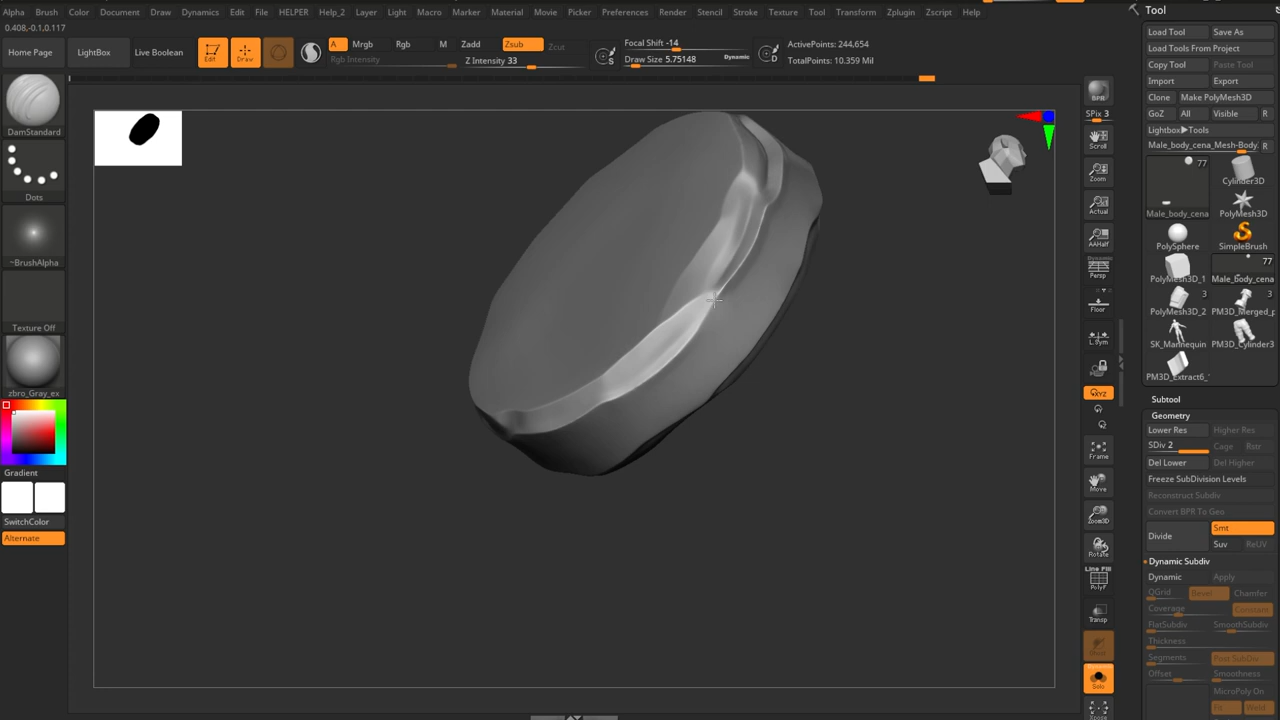 Alpha Brush Color Document Draw Dynamics Edit File HELPER Help_2 Layer Light Macro Marker Material Movie Picker Preferences Render Stencil Stroke Texture Tool Transform Zplugin Zscript Help
0.408,-0.1,0.117
Home Page LightBox Live Boolean
Edit Draw
A Mrgb Rgb M Zadd Zsub Zcut
Rgb Intensity Z Intensity 33
S
Focal Shift -14
Draw Size 5.75148 Dynamic
D
ActivePoints: 244,654
TotalPoints: 10.359 Mil
DamStandard
Dots
~BrushAlpha
Texture Off
zbro_Gray_ex
Gradient
SwitchColor
Alternate
BPR
SPix 3
Scroll
Zoom
Actual
AAHalf
Dynamic
Persp
Floor
L.Sym
XYZ
Frame
Move
Zoom3D
Rotate
Line Fill
PolyF
Transp
Solo
Xpose
Tool
Load Tool Save As
Load Tools From Project
Copy Tool Paste Tool
Import Export
Clone Make PolyMesh3D
GoZ All Visible R
Lightbox▶Tools
Male_body_cena_Mesh-Body. R
77
Male_body_cena
Cylinder3D
PolyMesh3D
PolySphere SimpleBrush
77
PolyMesh3D_1 Male_body_cena
3 3
PolyMesh3D_2 PM3D_Merged_p
SK_Mannequin PM3D_Cylinder3
PM3D_Extract6_
Subtool
Geometry
Lower Res Higher Res
SDiv 2 Cage Rstr
Del Lower Del Higher
Freeze SubDivision Levels
Reconstruct Subdiv
Convert BPR To Geo
Divide Smt
Suv ReUV
Dynamic Subdiv
Dynamic Apply
QGrid Bevel Chamfer
Coverage Constant
FlatSubdiv SmoothSubdiv
Thickness
Segments Post SubDiv
Offset Smoothness
MicroPoly On
Fit Weld